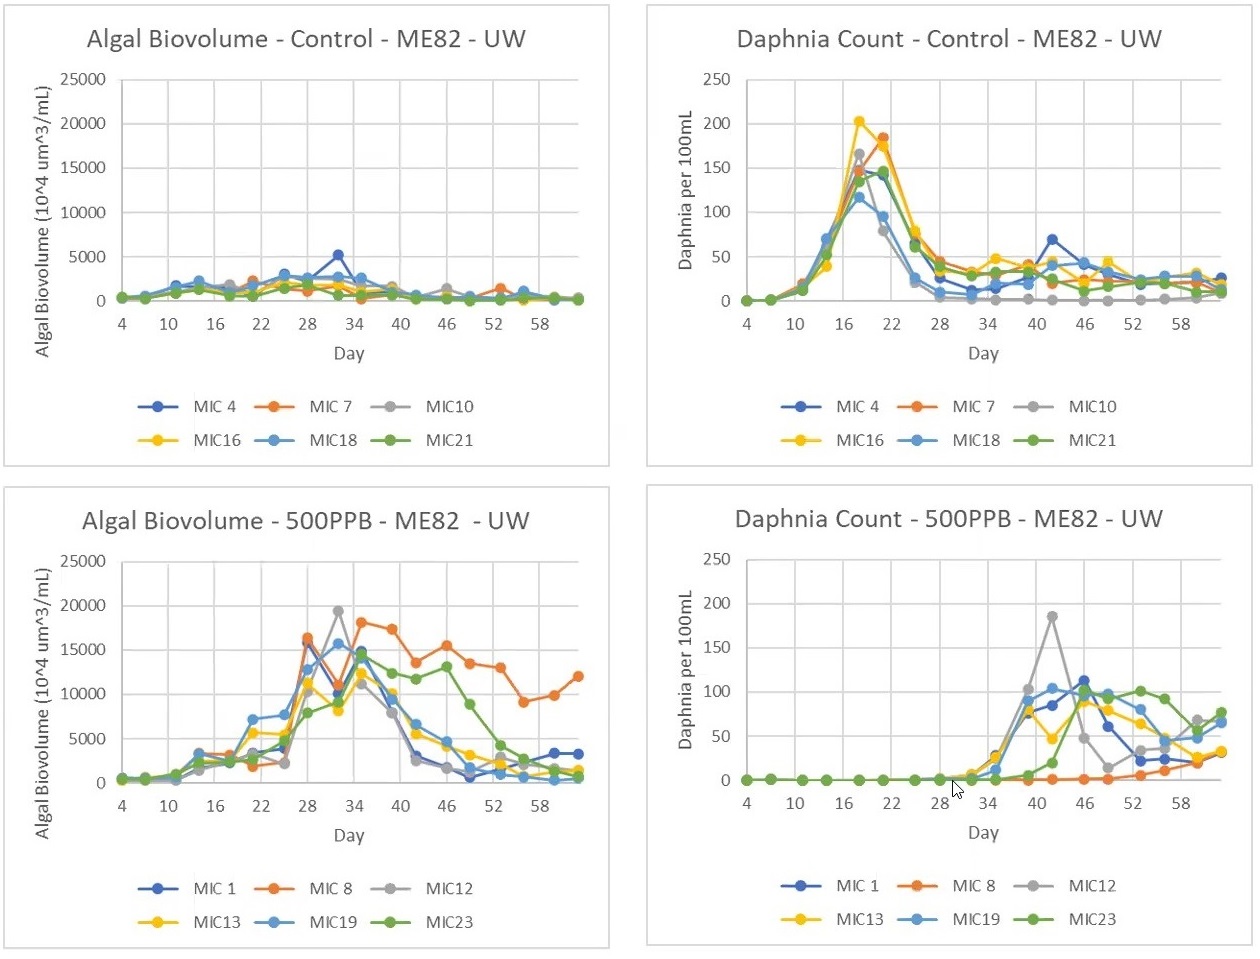 Algal Biovolume - Control - ME82 - UW
Algal Biovolume (10^4 um^3/mL)
25000
20000
15000
10000
5000
0
4 10 16 22 28 34 40 46 52 58
Day
MIC 4 MIC 7 MIC10
MIC16 MIC18 MIC21
Daphnia Count - Control - ME82 - UW
Daphnia per 100mL
250
200
150
100
50
0
4 10 16 22 28 34 40 46 52 58
Day
MIC 4 MIC 7 MIC10
MIC16 MIC18 MIC21
Algal Biovolume - 500PPB - ME82 - UW
Algal Biovolume (10^4 um^3/mL)
25000
20000
15000
10000
5000
0
4 10 16 22 28 34 40 46 52 58
Day
MIC 1 MIC 8 MIC12
MIC13 MIC19 MIC23
Daphnia Count - 500PPB - ME82 - UW
Daphnia per 100mL
250
200
150
100
50
0
4 10 16 22 28 34 40 46 52 58
Day
MIC 1 MIC 8 MIC12
MIC13 MIC19 MIC23